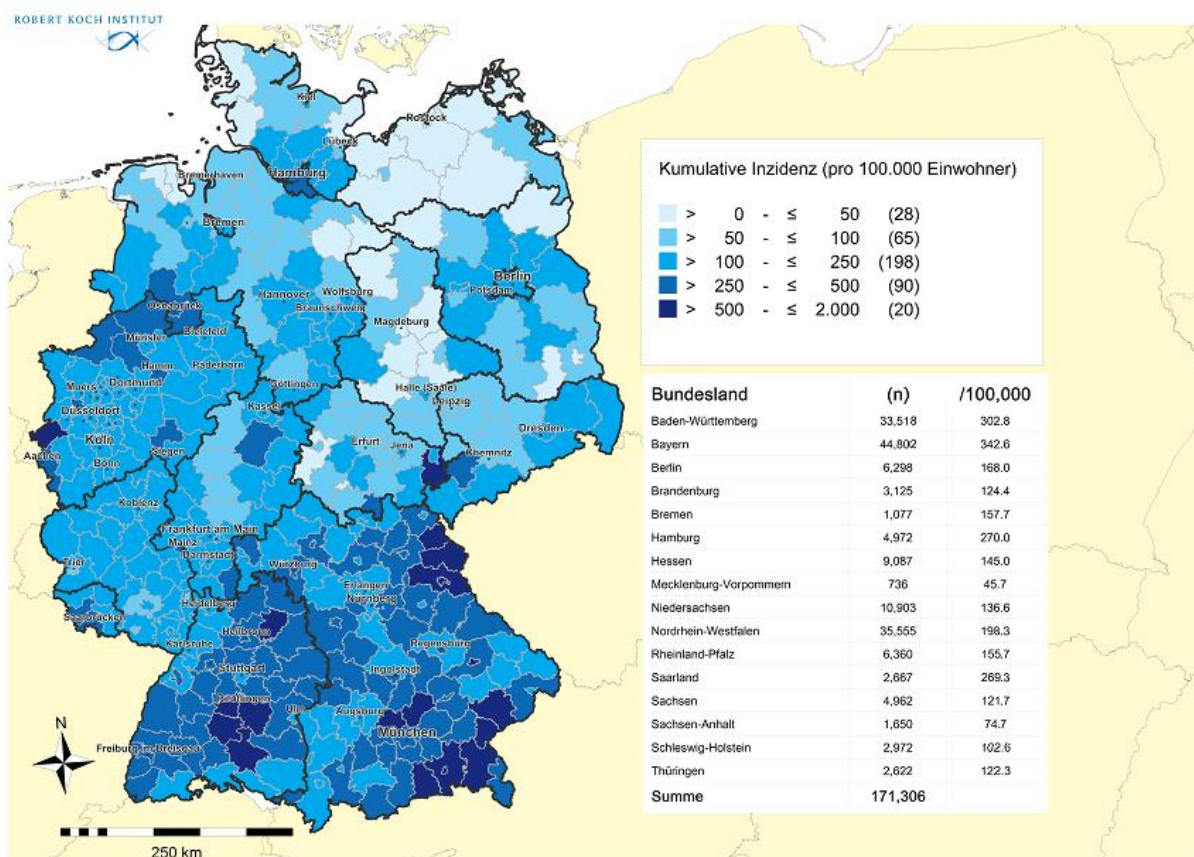 ROBERT KOCH INSTITUT
Kiel
Rostock
Lübeck
Hamburg
Bremerhaven
Bremen
Berlin
Potsdam
Wolfsburg
Hannover
Braunschweig
Osnabrück
Magdeburg
Bielefeld
Münster
Hamm
Paderborn
Moers
Dortmund
Göttingen
Halle (Saale)
Leipzig
Düsseldorf
Kassel
Dresden
Köln
Erfurt
Jena
Chemnitz
Aachen
Siegen
Bonn
Koblenz
Frankfurt am Main
Mainz
Darmstadt
Trier
Würzburg
Erlangen
Nürnberg
Heidelberg
Saarbrücken
Heilbronn
Karlsruhe
Regensburg
Stuttgart
Ingolstadt
Reutlingen
Ulm
Augsburg
München
Freiburg im Breisgau
N
250 km
Kumulative Inzidenz (pro 100.000 Einwohner)
> 0 - ≤ 50 (28)
> 50 - ≤ 100 (65)
> 100 - ≤ 250 (198)
> 250 - ≤ 500 (90)
> 500 - ≤ 2.000 (20)
Bundesland (n) /100,000
Baden-Württemberg 33,518 302.8
Bayern 44,802 342.6
Berlin 6,298 168.0
Brandenburg 3,125 124.4
Bremen 1,077 157.7
Hamburg 4,972 270.0
Hessen 9,087 145.0
Mecklenburg-Vorpommern 736 45.7
Niedersachsen 10,903 136.6
Nordrhein-Westfalen 35,555 198.3
Rheinland-Pfalz 6,360 155.7
Saarland 2,667 269.3
Sachsen 4,962 121.7
Sachsen-Anhalt 1,650 74.7
Schleswig-Holstein 2,972 102.6
Thüringen 2,622 122.3
Summe 171,306